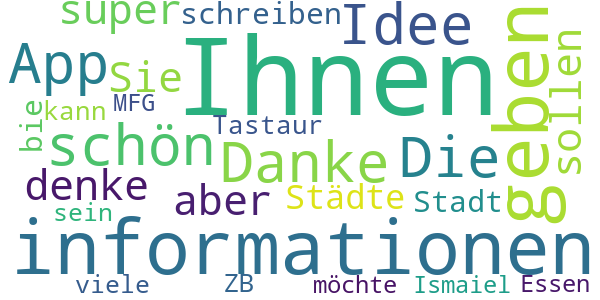 super
schreiben
Idee
Ihnen
geben
App
Sie
sollen
kann
MFG
bie
Tastaur
schön
Danke
Die
denke
aber
Städte
Stadt
sein
informationen
viele
ZB
möchte
Ismaiel
Essen